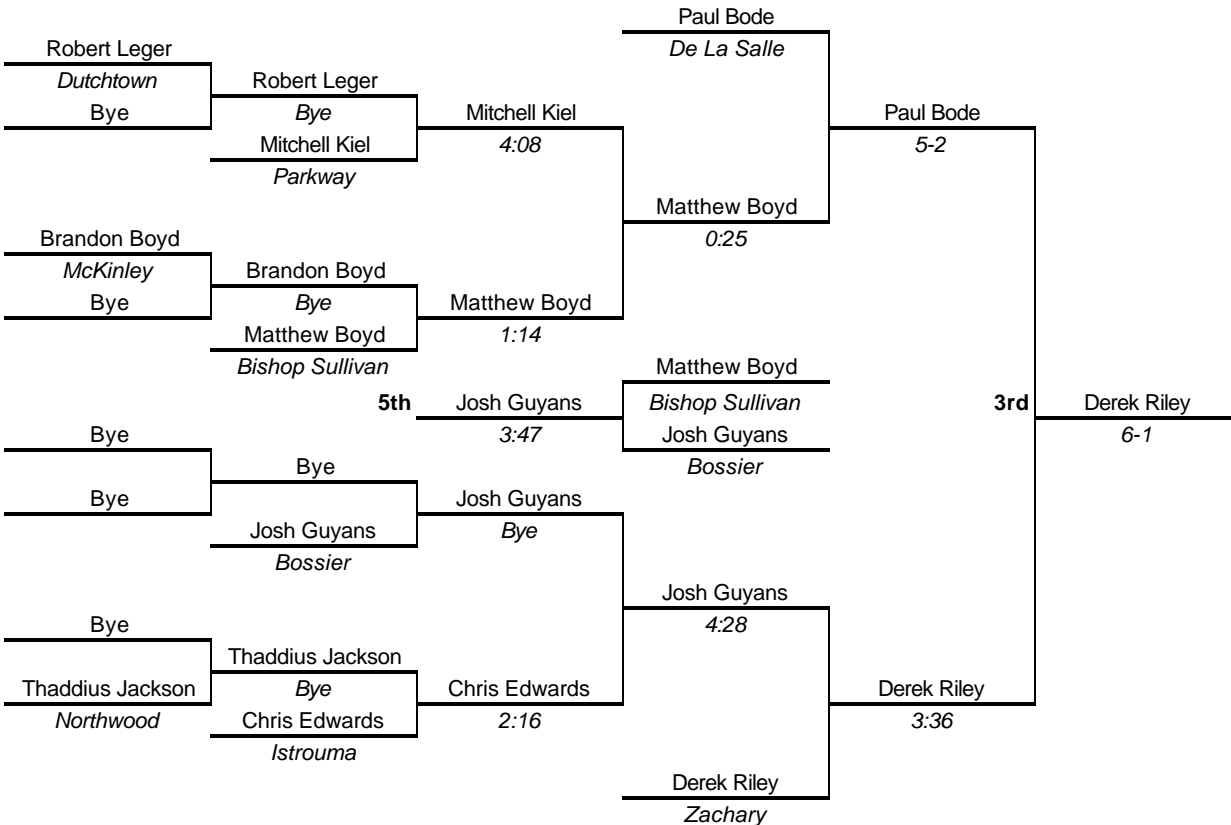 Paul Bode
De La Salle
Robert Leger
Dutchtown
Bye
Robert Leger
Bye
Mitchell Kiel
Parkway
Mitchell Kiel
4:08
Paul Bode
5-2
Matthew Boyd
0:25
Brandon Boyd
McKinley
Bye
Brandon Boyd
Bye
Matthew Boyd
Bishop Sullivan
Matthew Boyd
1:14
5th
Josh Guyans
3:47
Matthew Boyd
Bishop Sullivan
Josh Guyans
Bossier
3rd
Derek Riley
6-1
Bye
Bye
Bye
Josh Guyans
Bossier
Josh Guyans
Bye
Josh Guyans
4:28
Bye
Thaddius Jackson
Northwood
Thaddius Jackson
Bye
Chris Edwards
Istrouma
Chris Edwards
2:16
Derek Riley
3:36
Derek Riley
Zachary